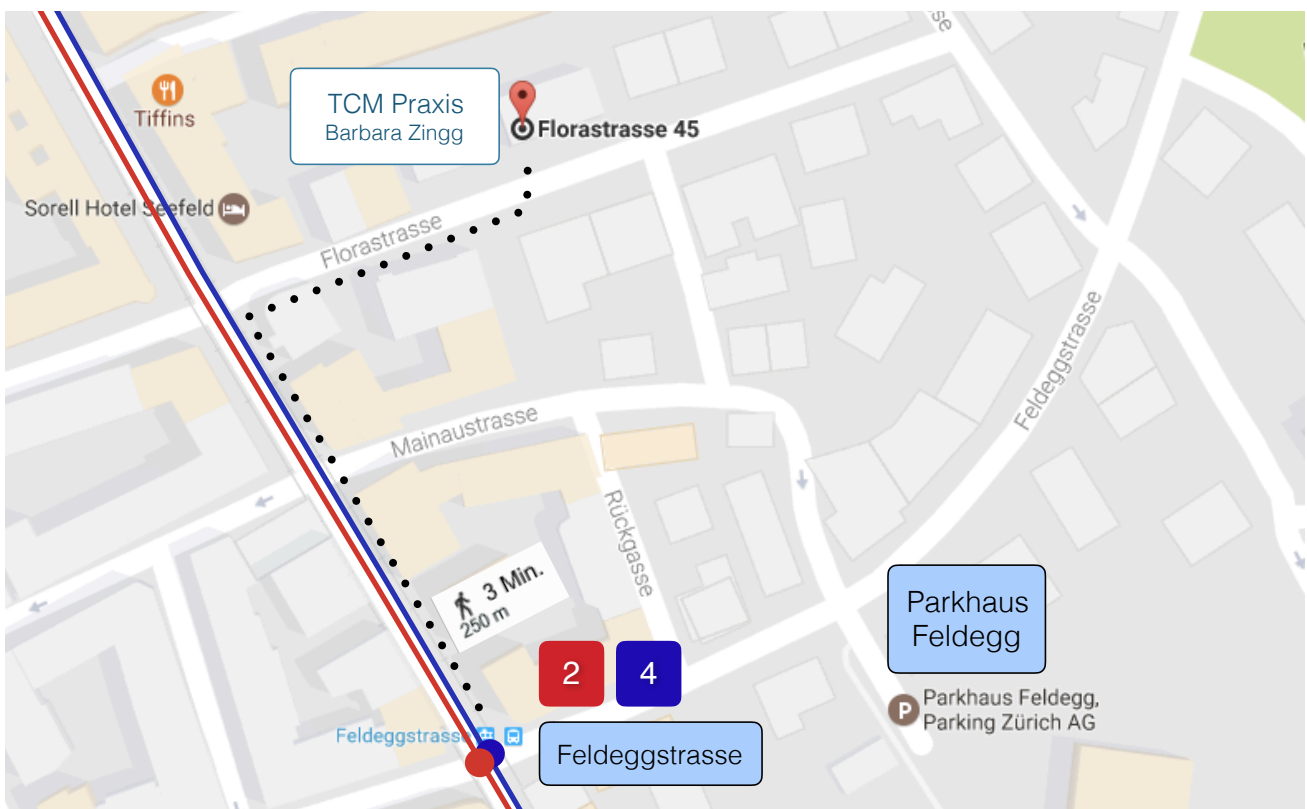 TCM Praxis
Barbara Zingg
Tiffins
Florastrasse 45
Sorell Hotel Seefeld
Florastrasse
Feldeggstrasse
Mainaustrasse
Rückgasse
3 Min.
250 m
Parkhaus
Feldegg
2
4
P
Parkhaus Feldegg,
Parking Zürich AG
Feldeggstrasse
Feldeggstrasse